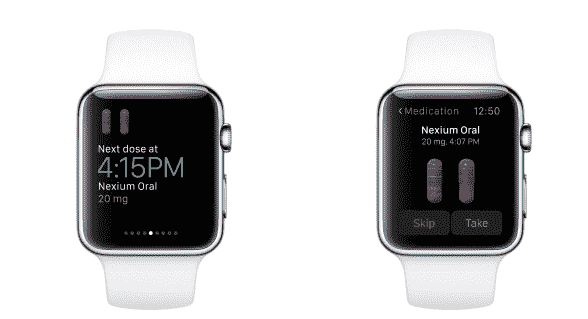 Next dose at
4:15PM
Nexium Oral
20 mg
< Medication 12:50
Nexium Oral
20 mg, 4:07 PM
Skip Take